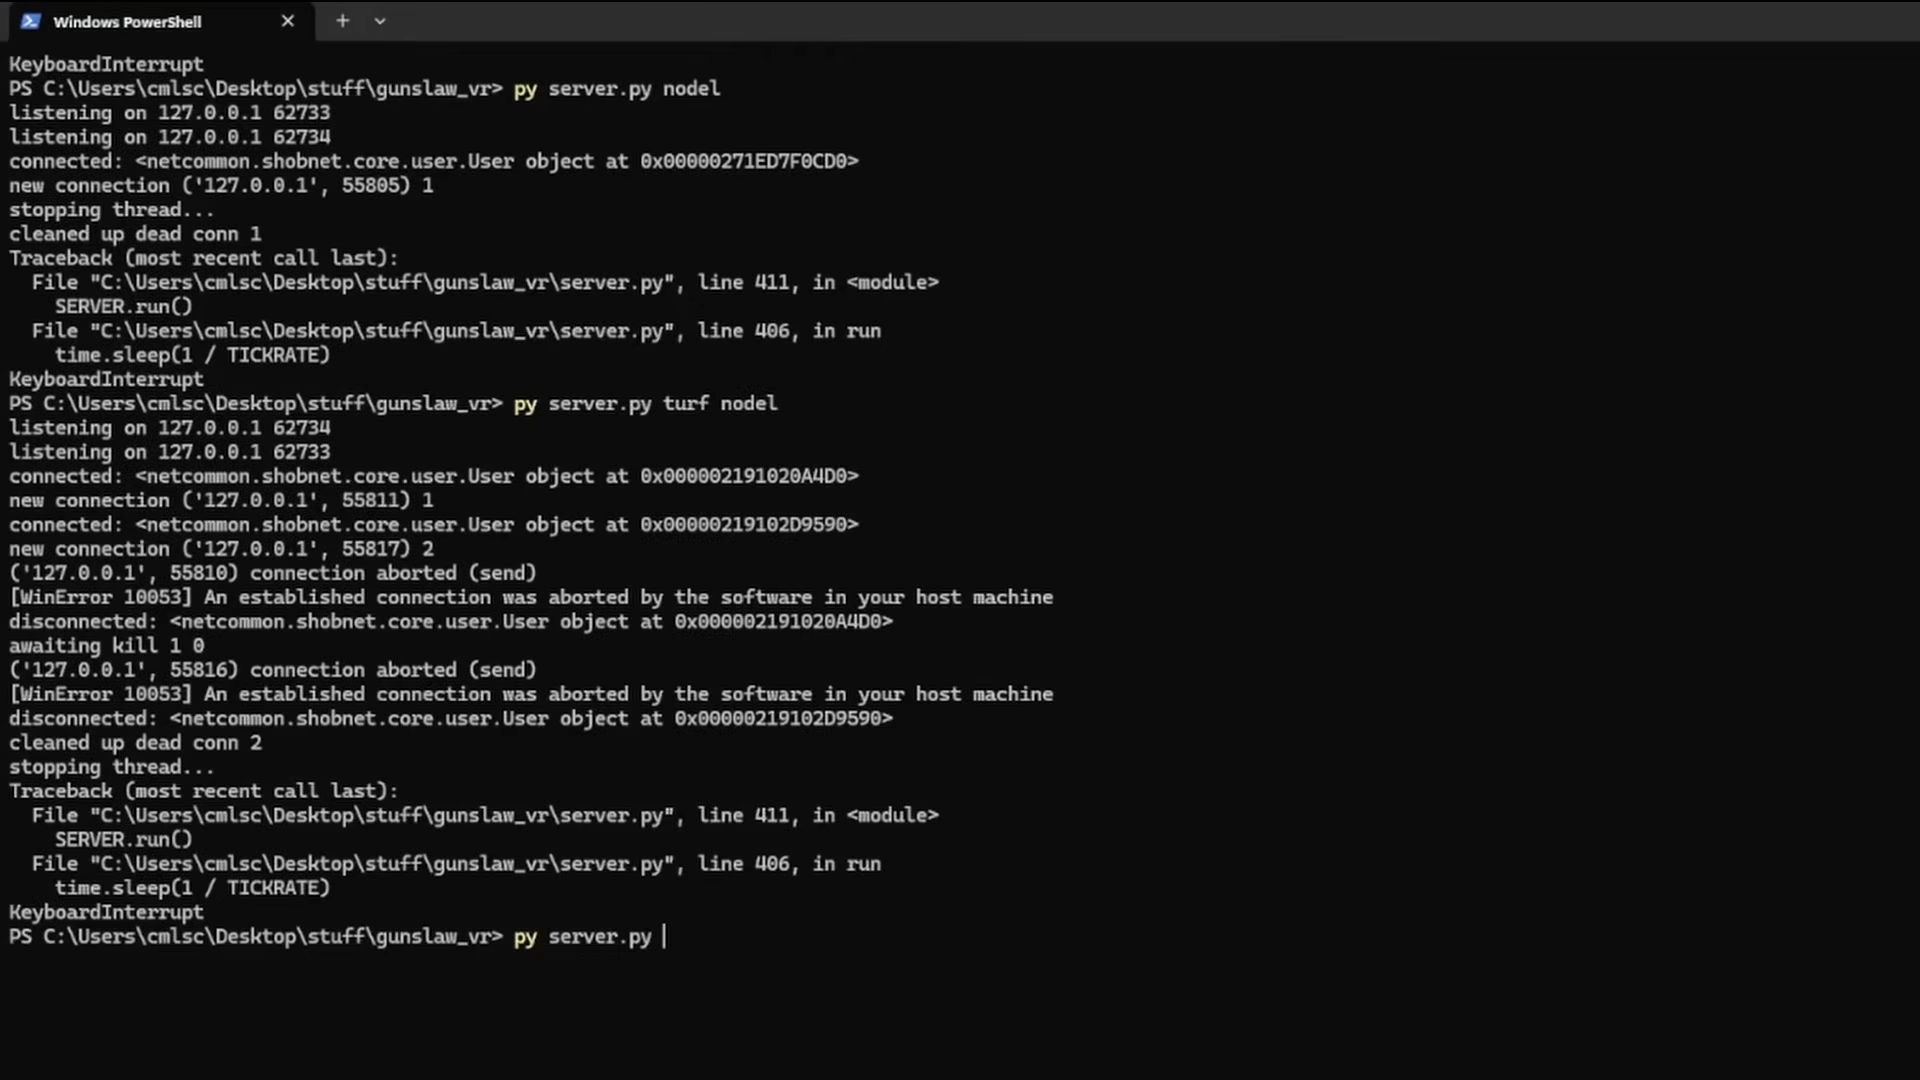 Windows PowerShell
KeyboardInterrupt
PS C:\Users\cmlsc\Desktop\stuff\gunslaw_vr> py server.py nodel
listening on 127.0.0.1 62733
listening on 127.0.0.1 62734
connected: <netcommon.shobnet.core.user.User object at 0x00000271ED7F0CD0>
new connection ('127.0.0.1', 55805) 1
stopping thread...
cleaned up dead conn 1
Traceback (most recent call last):
  File "C:\Users\cmlsc\Desktop\stuff\gunslaw_vr\server.py", line 411, in <module>
    SERVER.run()
  File "C:\Users\cmlsc\Desktop\stuff\gunslaw_vr\server.py", line 406, in run
    time.sleep(1 / TICKRATE)
KeyboardInterrupt
PS C:\Users\cmlsc\Desktop\stuff\gunslaw_vr> py server.py turf nodel
listening on 127.0.0.1 62734
listening on 127.0.0.1 62733
connected: <netcommon.shobnet.core.user.User object at 0x000002191020A4D0>
new connection ('127.0.0.1', 55811) 1
connected: <netcommon.shobnet.core.user.User object at 0x00000219102D9590>
new connection ('127.0.0.1', 55817) 2
('127.0.0.1', 55810) connection aborted (send)
[WinError 10053] An established connection was aborted by the software in your host machine
disconnected: <netcommon.shobnet.core.user.User object at 0x000002191020A4D0>
awaiting kill 1 0
('127.0.0.1', 55816) connection aborted (send)
[WinError 10053] An established connection was aborted by the software in your host machine
disconnected: <netcommon.shobnet.core.user.User object at 0x00000219102D9590>
cleaned up dead conn 2
stopping thread...
Traceback (most recent call last):
  File "C:\Users\cmlsc\Desktop\stuff\gunslaw_vr\server.py", line 411, in <module>
    SERVER.run()
  File "C:\Users\cmlsc\Desktop\stuff\gunslaw_vr\server.py", line 406, in run
    time.sleep(1 / TICKRATE)
KeyboardInterrupt
PS C:\Users\cmlsc\Desktop\stuff\gunslaw_vr> py server.py